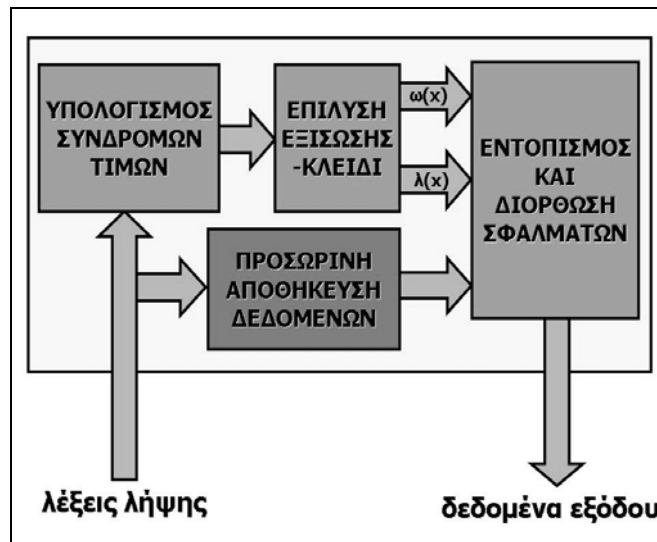 ΥΠΟΛΟΓΙΣΜΟΣ
ΣΥΝΔΡΟΜΩΝ
ΤΙΜΩΝ
ΕΠΙΛΥΣΗ
ΕΞΙΣΩΣΗΣ
-ΚΛΕΙΔΙ
ω(x)
λ(x)
ΕΝΤΟΠΙΣΜΟΣ
ΚΑΙ
ΔΙΟΡΘΩΣΗ
ΣΦΑΛΜΑΤΩΝ
ΠΡΟΣΩΡΙΝΗ
ΑΠΟΘΗΚΕΥΣΗ
ΔΕΔΟΜΕΝΩΝ
λέξεις λήψης
δεδομένα εξόδου